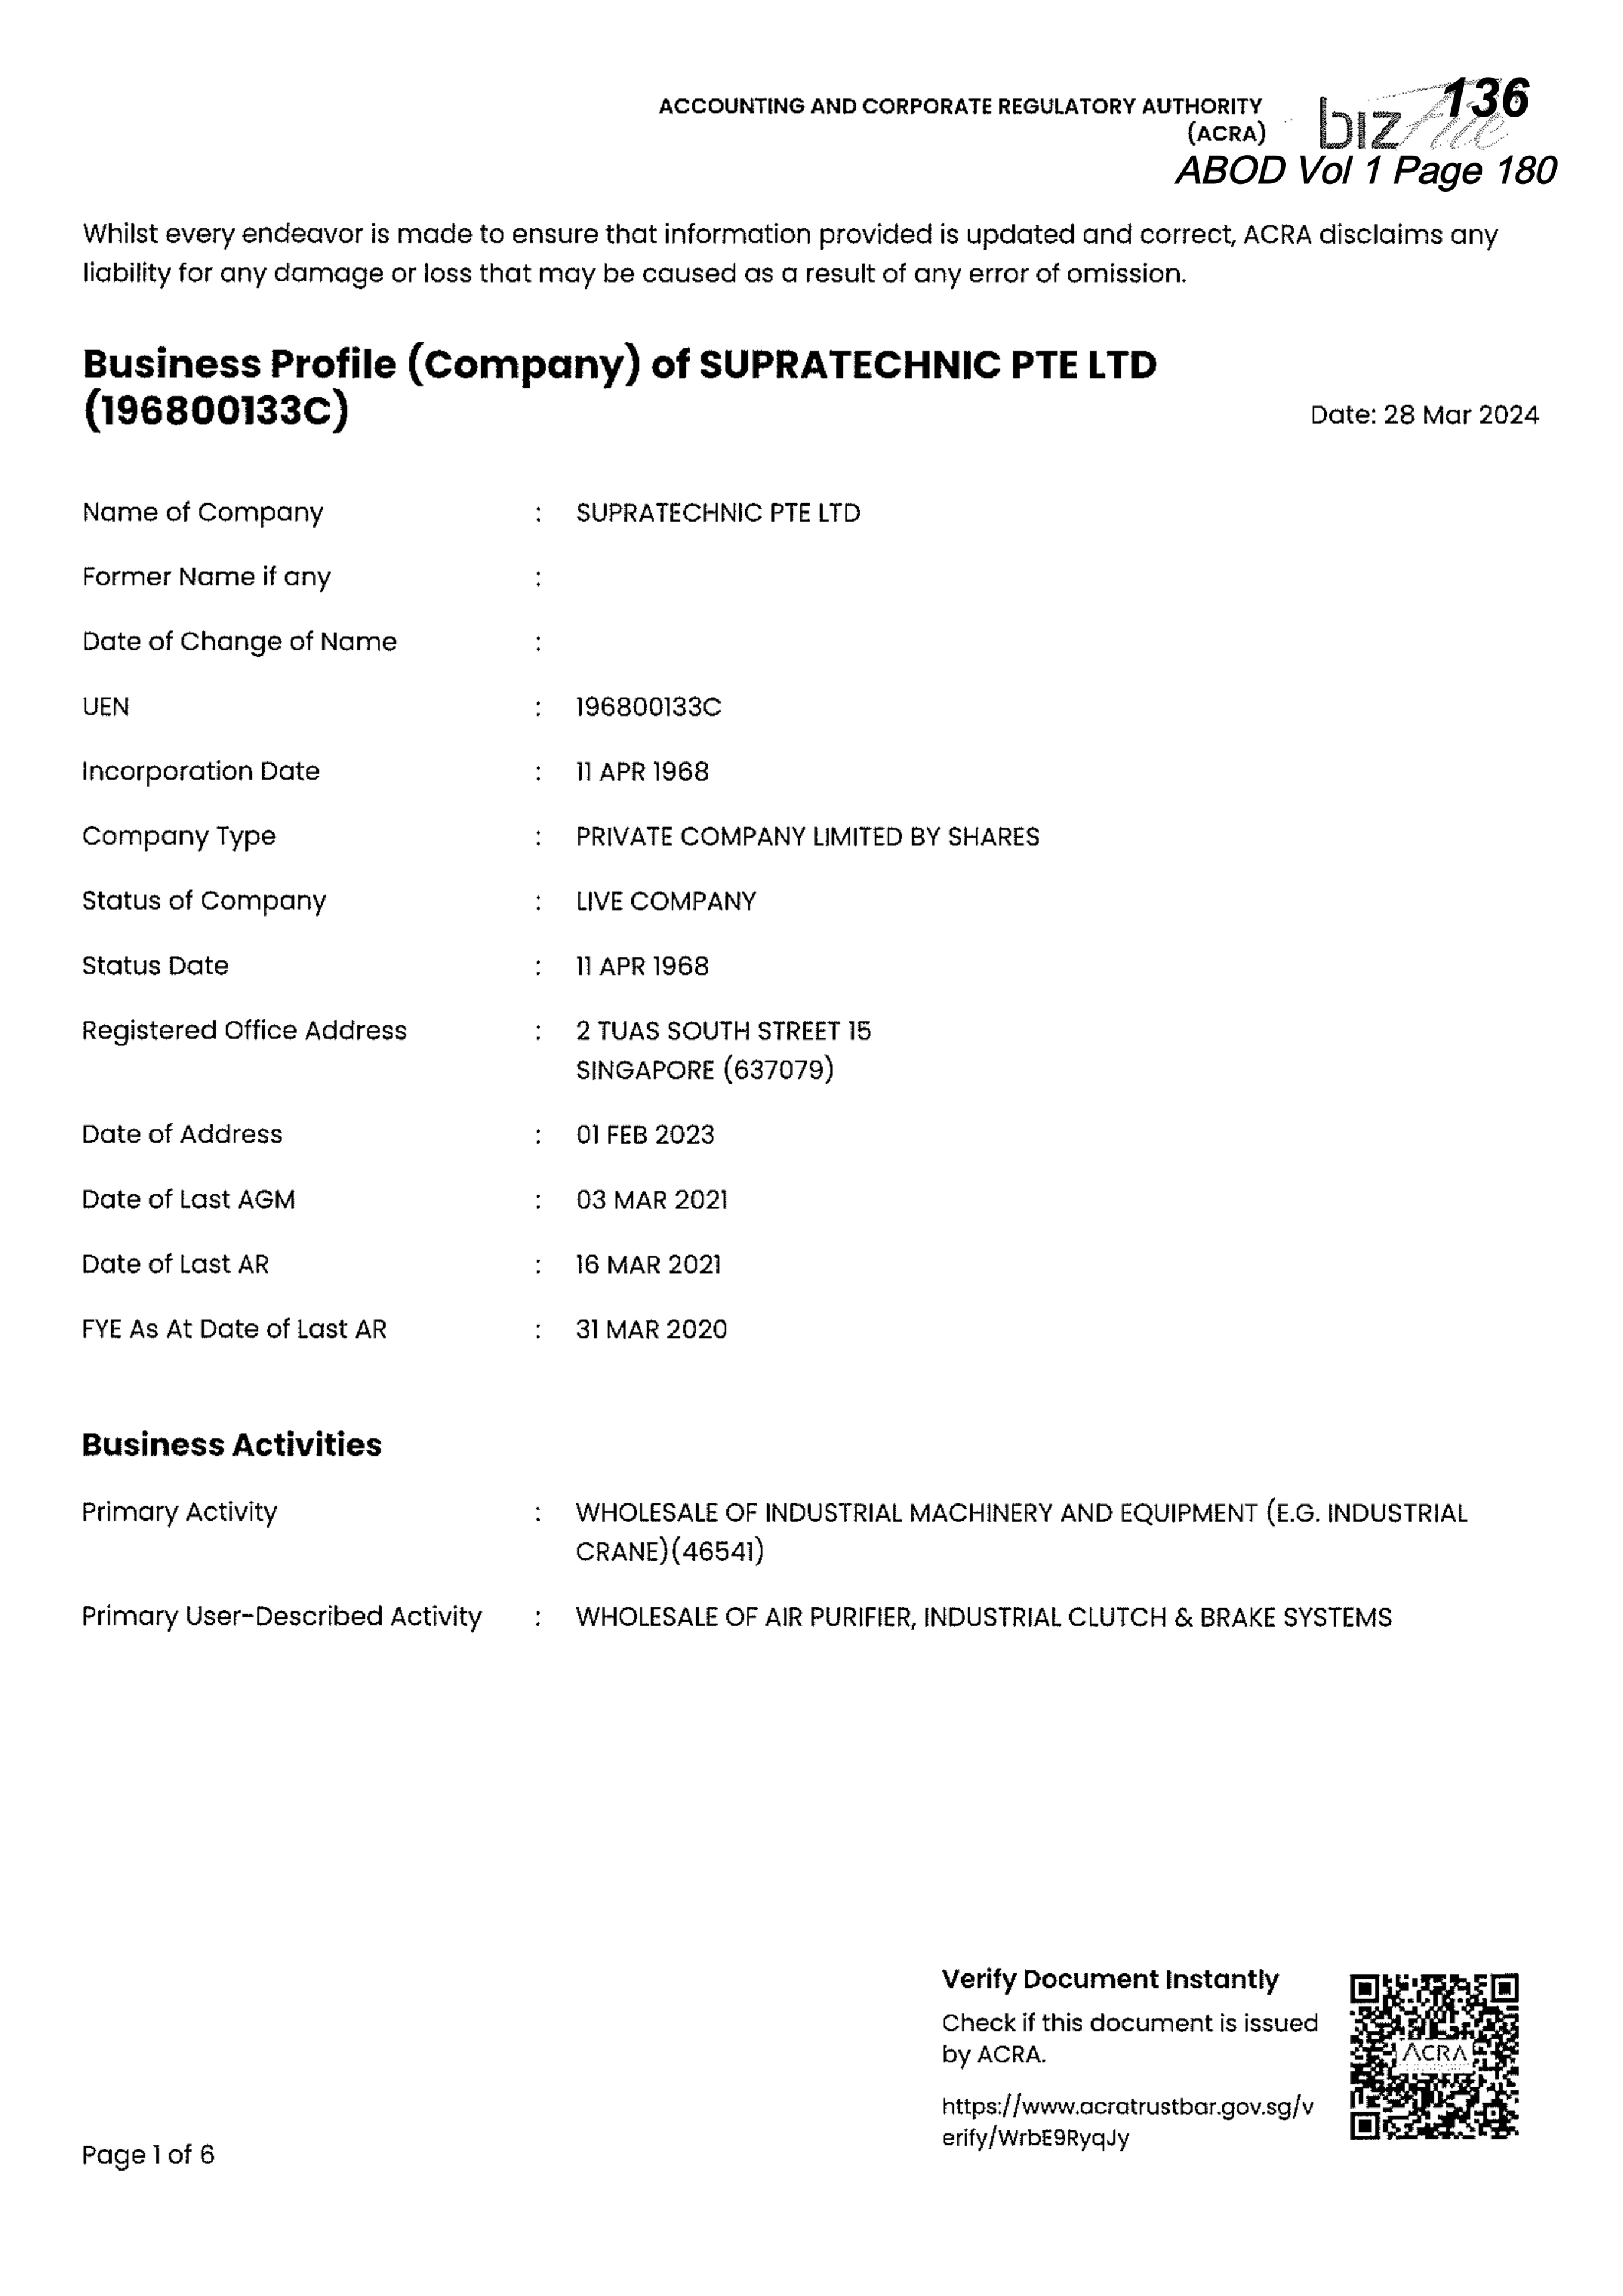 ACCOUNTING AND CORPORATE REGULATORY AUTHORITY
(ACRA)
bizfile
136
ABOD Vol 1 Page 180
Whilst every endeavor is made to ensure that information provided is updated and correct, ACRA disclaims any
liability for any damage or loss that may be caused as a result of any error of omission.
Business Profile (Company) of SUPRATECHNIC PTE LTD
(196800133C)
Date: 28 Mar 2024
Name of Company : SUPRATECHNIC PTE LTD
Former Name if any :
Date of Change of Name :
UEN : 196800133C
Incorporation Date : 11 APR 1968
Company Type : PRIVATE COMPANY LIMITED BY SHARES
Status of Company : LIVE COMPANY
Status Date : 11 APR 1968
Registered Office Address : 2 TUAS SOUTH STREET 15
SINGAPORE (637079)
Date of Address : 01 FEB 2023
Date of Last AGM : 03 MAR 2021
Date of Last AR : 16 MAR 2021
FYE As At Date of Last AR : 31 MAR 2020
Business Activities
Primary Activity : WHOLESALE OF INDUSTRIAL MACHINERY AND EQUIPMENT (E.G. INDUSTRIAL
CRANE)(46541)
Primary User-Described Activity : WHOLESALE OF AIR PURIFIER, INDUSTRIAL CLUTCH & BRAKE SYSTEMS
Verify Document Instantly
Check if this document is issued
by ACRA.
ACRA
https://www.acratrustbar.gov.sg/v
erify/WrbE9RyqJy
Page 1 of 6